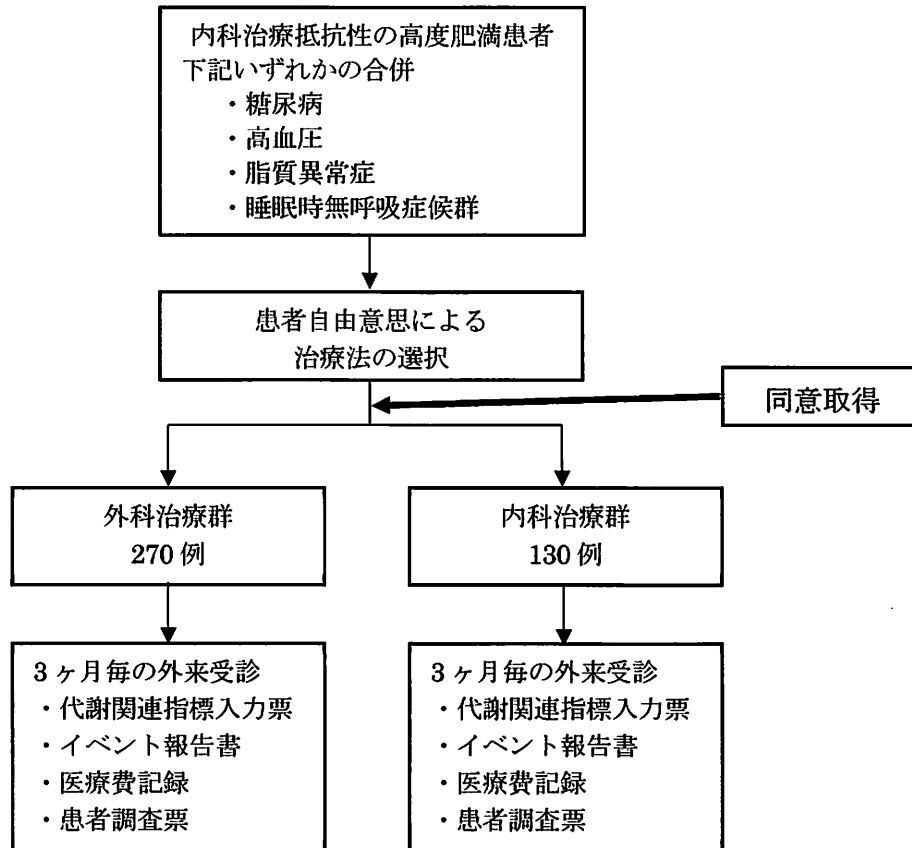 内科治療抵抗性の高度肥満患者
下記いずれかの合併
・糖尿病
・高血圧
・脂質異常症
・睡眠時無呼吸症候群
患者自由意思による
治療法の選択
同意取得
外科治療群
270 例
内科治療群
130 例
3 ヶ月毎の外来受診
・代謝関連指標入力票
・イベント報告書
・医療費記録
・患者調査票
3 ヶ月毎の外来受診
・代謝関連指標入力票
・イベント報告書
・医療費記録
・患者調査票